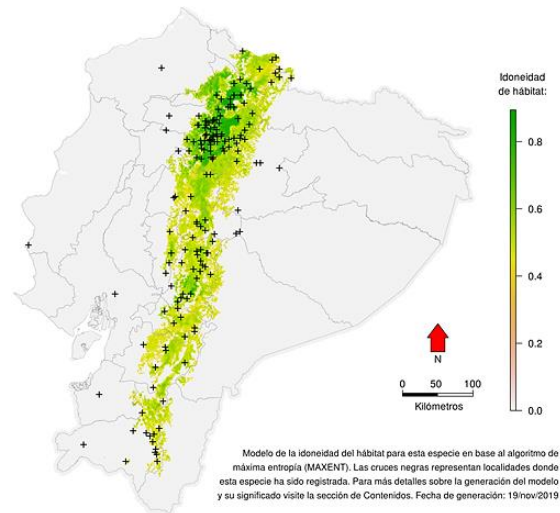 Idoneidad
de hábitat:
0.8
0.6
0.4
0.2
0.0
N
0 50 100
Kilómetros
Modelo de la idoneidad del hábitat para esta especie en base al algoritmo de
máxima entropía (MAXENT). Las cruces negras representan localidades donde
esta especie ha sido registrada. Para más detalles sobre la generación del modelo
y su significado visite la sección de Contenidos. Fecha de generación: 19/nov/2019